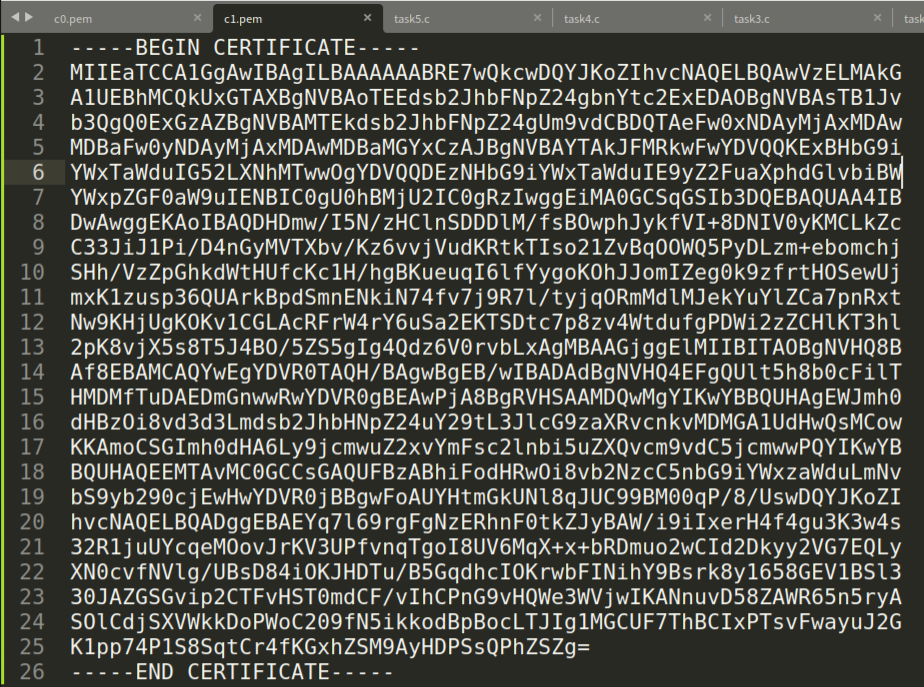 c0.pem × c1.pem × task5.c × task4.c × task3.c × task
1 -----BEGIN CERTIFICATE-----
2 MIIEaTCCA1GgAwIBAgILBAAAAAABRE7wQkcwDQYJKoZIhvcNAQELBQAwVzELMAkG
3 A1UEBhMCQkUxGTAXBgNVBAoTEEdsb2JhbFNpZ24gbnYtc2ExEDAOBgNVBAsTB1Jv
4 b3QgQ0ExGzAZBgNVBAMTEkdsb2JhbFNpZ24gUm9vdCBDQTAeFw0xNDAyMjAxMDAw
5 MDBaFw0yNDAyMjAxMDAwMDBaMGYxCzAJBgNVBAYTAkJFMRkwFwYDVQQKExBHbG9i
6 YWxTaWduIG52LXNhMTwwOgYDVQQDEzNHbG9iYWxTaWduIE9yZ2FuaXphdGlvbiBW
7 YWxpZGF0aW9uIENBIC0gU0hBMjU2IC0gRzIwggEiMA0GCSqGSIb3DQEBAQUAA4IB
8 DwAwggEKAoIBAQDHDmw/I5N/zHClnSDDDlM/fsBOwphJykfVI+8DNIV0yKMCLkZc
9 C33JiJ1Pi/D4nGyMVTXbv/Kz6vvjVudKRtkTIso21ZvBqOOWQ5PyDLzm+ebomchj
10 SHh/VzZpGhkdWtHUfcKc1H/hgBKueuqI6lfYygoKOhJJomIZeg0k9zfrtHOSewUj
11 mxK1zusp36QUArkBpdSmnENkiN74fv7j9R7l/tyjqORmMdlMJekYuYlZCa7pnRxt
12 Nw9KHjUgKOKv1CGLAcRFrW4rY6uSa2EKTSDtc7p8zv4WtdufgPDWi2zZCHlKT3hl
13 2pK8vjX5s8T5J4BO/5ZS5gIg4Qdz6V0rvbLxAgMBAAGjggElMIIBITAOBgNVHQ8B
14 Af8EBAMCAQYwEgYDVR0TAQH/BAgwBgEB/wIBADAdBgNVHQ4EFgQUlt5h8b0cFilT
15 HMDMfTuDAEDmGnwwRwYDVR0gBEAwPjA8BgRVHSAAMDQwMgYIKwYBBQUHAgEWJmh0
16 dHBzOi8vd3d3Lmdsb2JhbHNpZ24uY29tL3JlcG9zaXRvcnkvMDMGA1UdHwQsMCow
17 KKAmoCSGImh0dHA6Ly9jcmwuZ2xvYmFsc2lnbi5uZXQvcm9vdC5jcmwwPQYIKwYB
18 BQUHAQEEMTAvMC0GCCsGAQUFBzABhiFodHRwOi8vb2NzcC5nbG9iYWxzaWduLmNv
19 bS9yb290cjEwHwYDVR0jBBgwFoAUYHtmGkUNl8qJUC99BM00qP/8/UswDQYJKoZI
20 hvcNAQELBQADggEBAEYq7l69rgFgNzERhnF0tkZJyBAW/i9iIxerH4f4gu3K3w4s
21 32R1juUYcqeMOovJrKV3UPfvnqTgoI8UV6MqX+x+bRDmuo2wCId2Dkyy2VG7EQLy
22 XN0cvfNVlg/UBsD84iOKJHDTu/B5GqdhcIOKrwbFINihY9Bsrk8y1658GEV1BSl3
23 30JAZGSGvip2CTFvHST0mdCF/vIhCPnG9vHQWe3WVjwIKANnuvD58ZAWR65n5ryA
24 SOlCdjSXVWkkDoPWoC209fN5ikkodBpBocLTJIg1MGCUF7ThBCIxPTsvFwayuJ2G
25 K1pp74P1S8SqtCr4fKGxhZSM9AyHDPSsQPhZSZg=
26 -----END CERTIFICATE-----